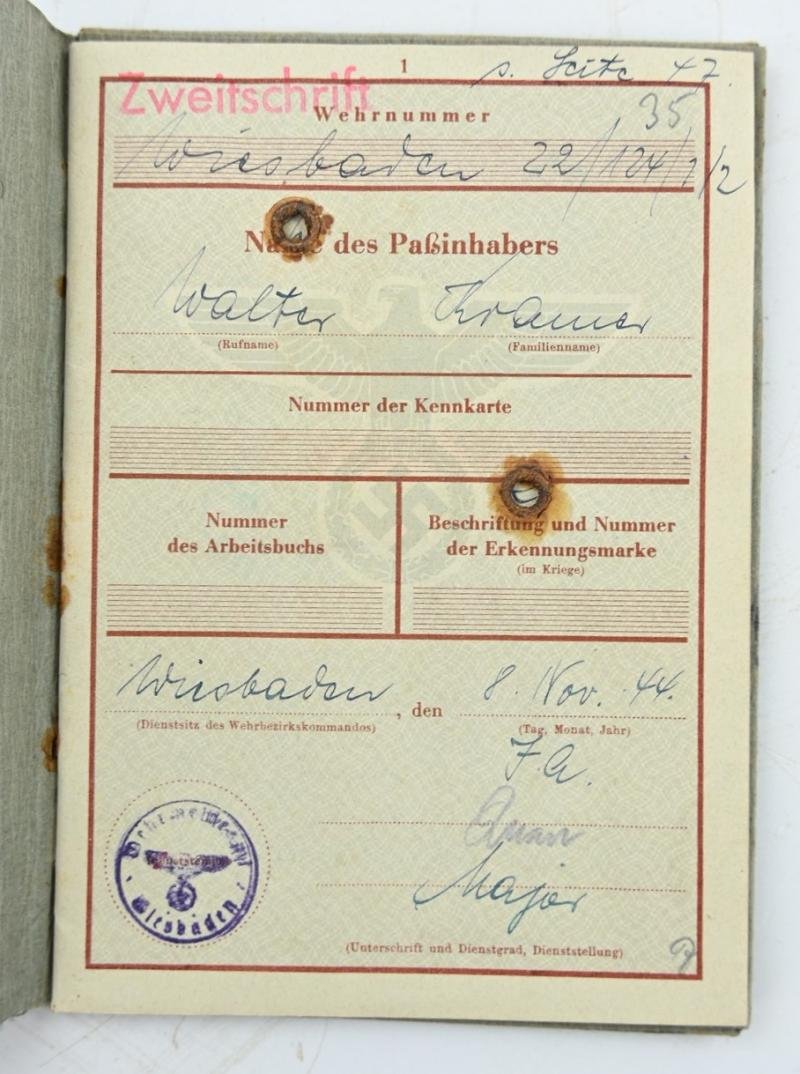 1
s. Seite 47.
Zweitschrift
35
Wehrnummer
Wiesbaden 22/124/7/2
Name des Paßinhabers
Walter Kramer
(Rufname) (Familienname)
Nummer der Kennkarte
Nummer des Arbeitsbuchs
Beschriftung und Nummer der Erkennungsmarke
(im Kriege)
Wiesbaden, den 8. Nov. 44.
(Dienstsitz des Wehrbezirkskommandos) (Tag, Monat, Jahr)
J.A.
Major
(Unterschrift und Dienstgrad, Dienststellung)
Wehrmeldeamt
Wiesbaden